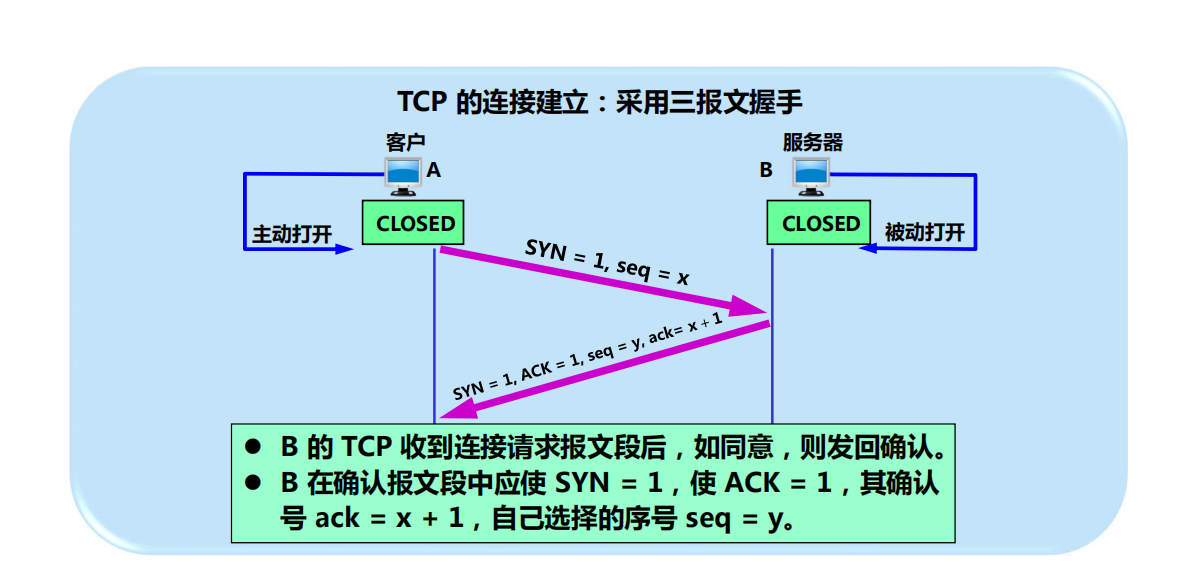 TCP 的连接建立：采用三报文握手
客户
服务器
A
B
CLOSED
CLOSED
主动打开
被动打开
SYN = 1, seq = x
SYN = 1, ACK = 1, seq = y, ack= x + 1
● B 的 TCP 收到连接请求报文段后，如同意，则发回确认。
● B 在确认报文段中应使 SYN = 1，使 ACK = 1，其确认
号 ack = x + 1，自己选择的序号 seq = y。